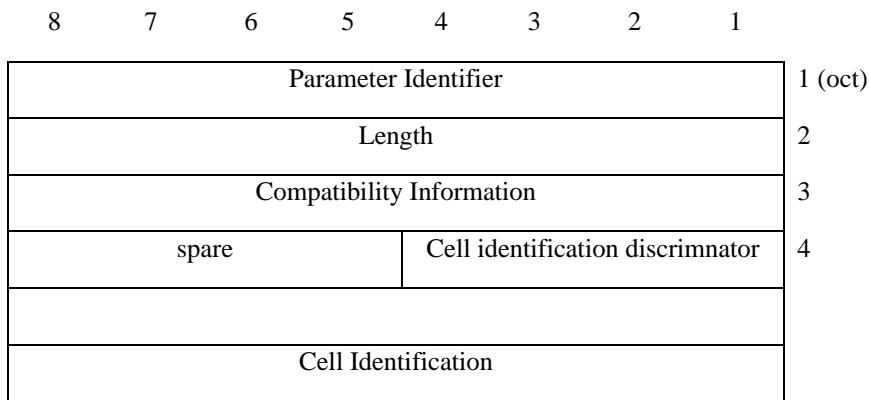 8 7 6 5 4 3 2 1
Parameter Identifier 1 (oct)
Length 2
Compatibility Information 3
spare Cell identification discrimnator 4
Cell Identification